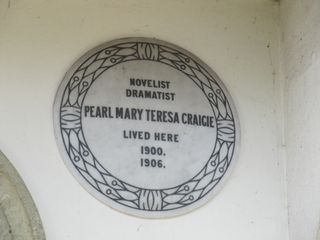 NOVELIST
DRAMATIST
PEARL MARY TERESA CRAIGIE
LIVED HERE
1900.
1906.